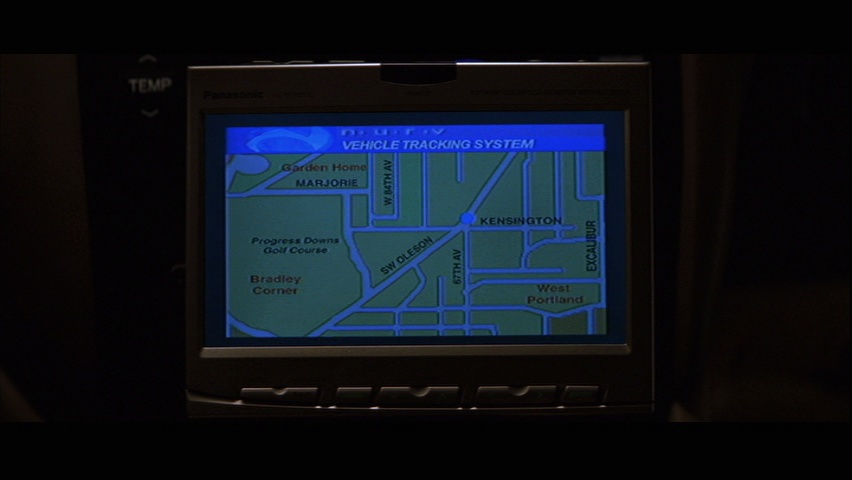 TEMP
Panasonic
VEHICLE TRACKING SYSTEM
Garden Home
MARJORIE
W 84TH AV
KENSINGTON
Progress Downs
Golf Course
SW OLESON
67TH AV
EXCALIBUR
Bradley
Corner
West
Portland